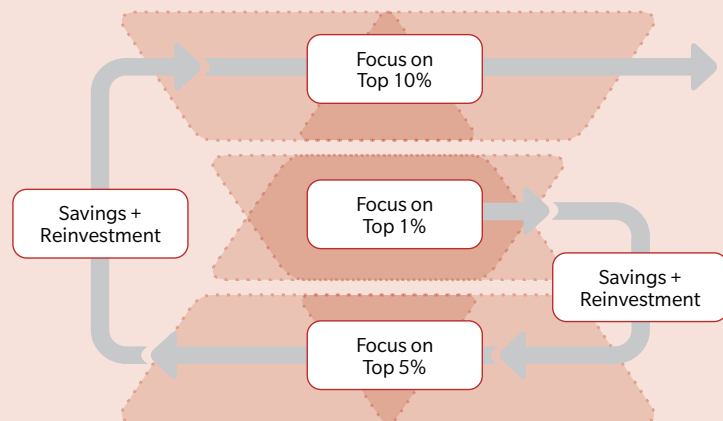 Focus on
Top 10%
Savings +
Reinvestment
Focus on
Top 1%
Savings +
Reinvestment
Focus on
Top 5%